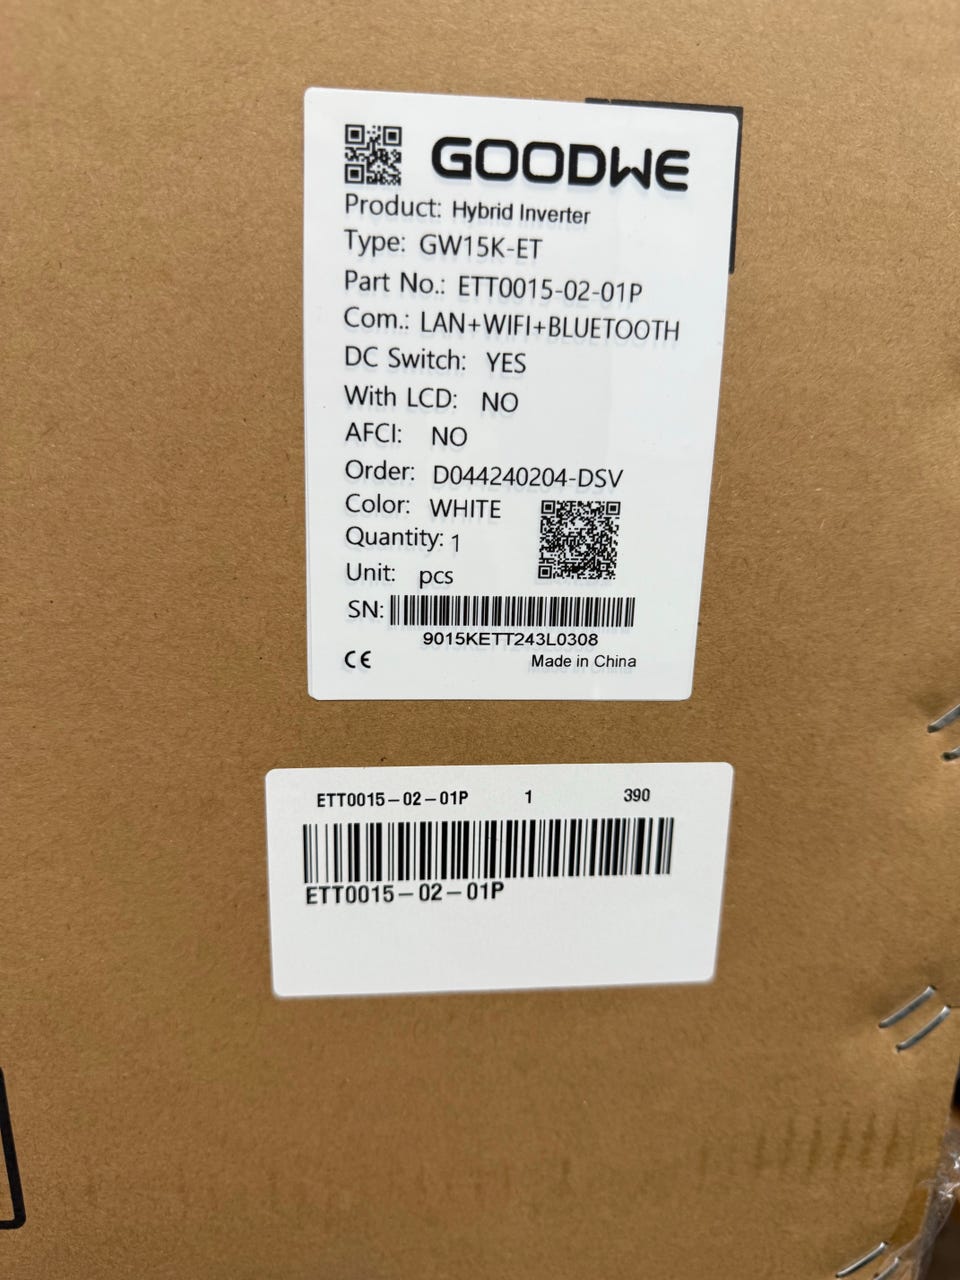 GOODWE
Product: Hybrid Inverter
Type: GW15K-ET
Part No.: ETT0015-02-01P
Com.: LAN+WIFI+BLUETOOTH
DC Switch: YES
With LCD: NO
AFCI: NO
Order: D044240204-DSV
Color: WHITE
Quantity: 1
Unit: pcs
SN:
9015KETT243L0308
CE Made in China
ETT0015-02-01P 1 390
ETT0015-02-01P